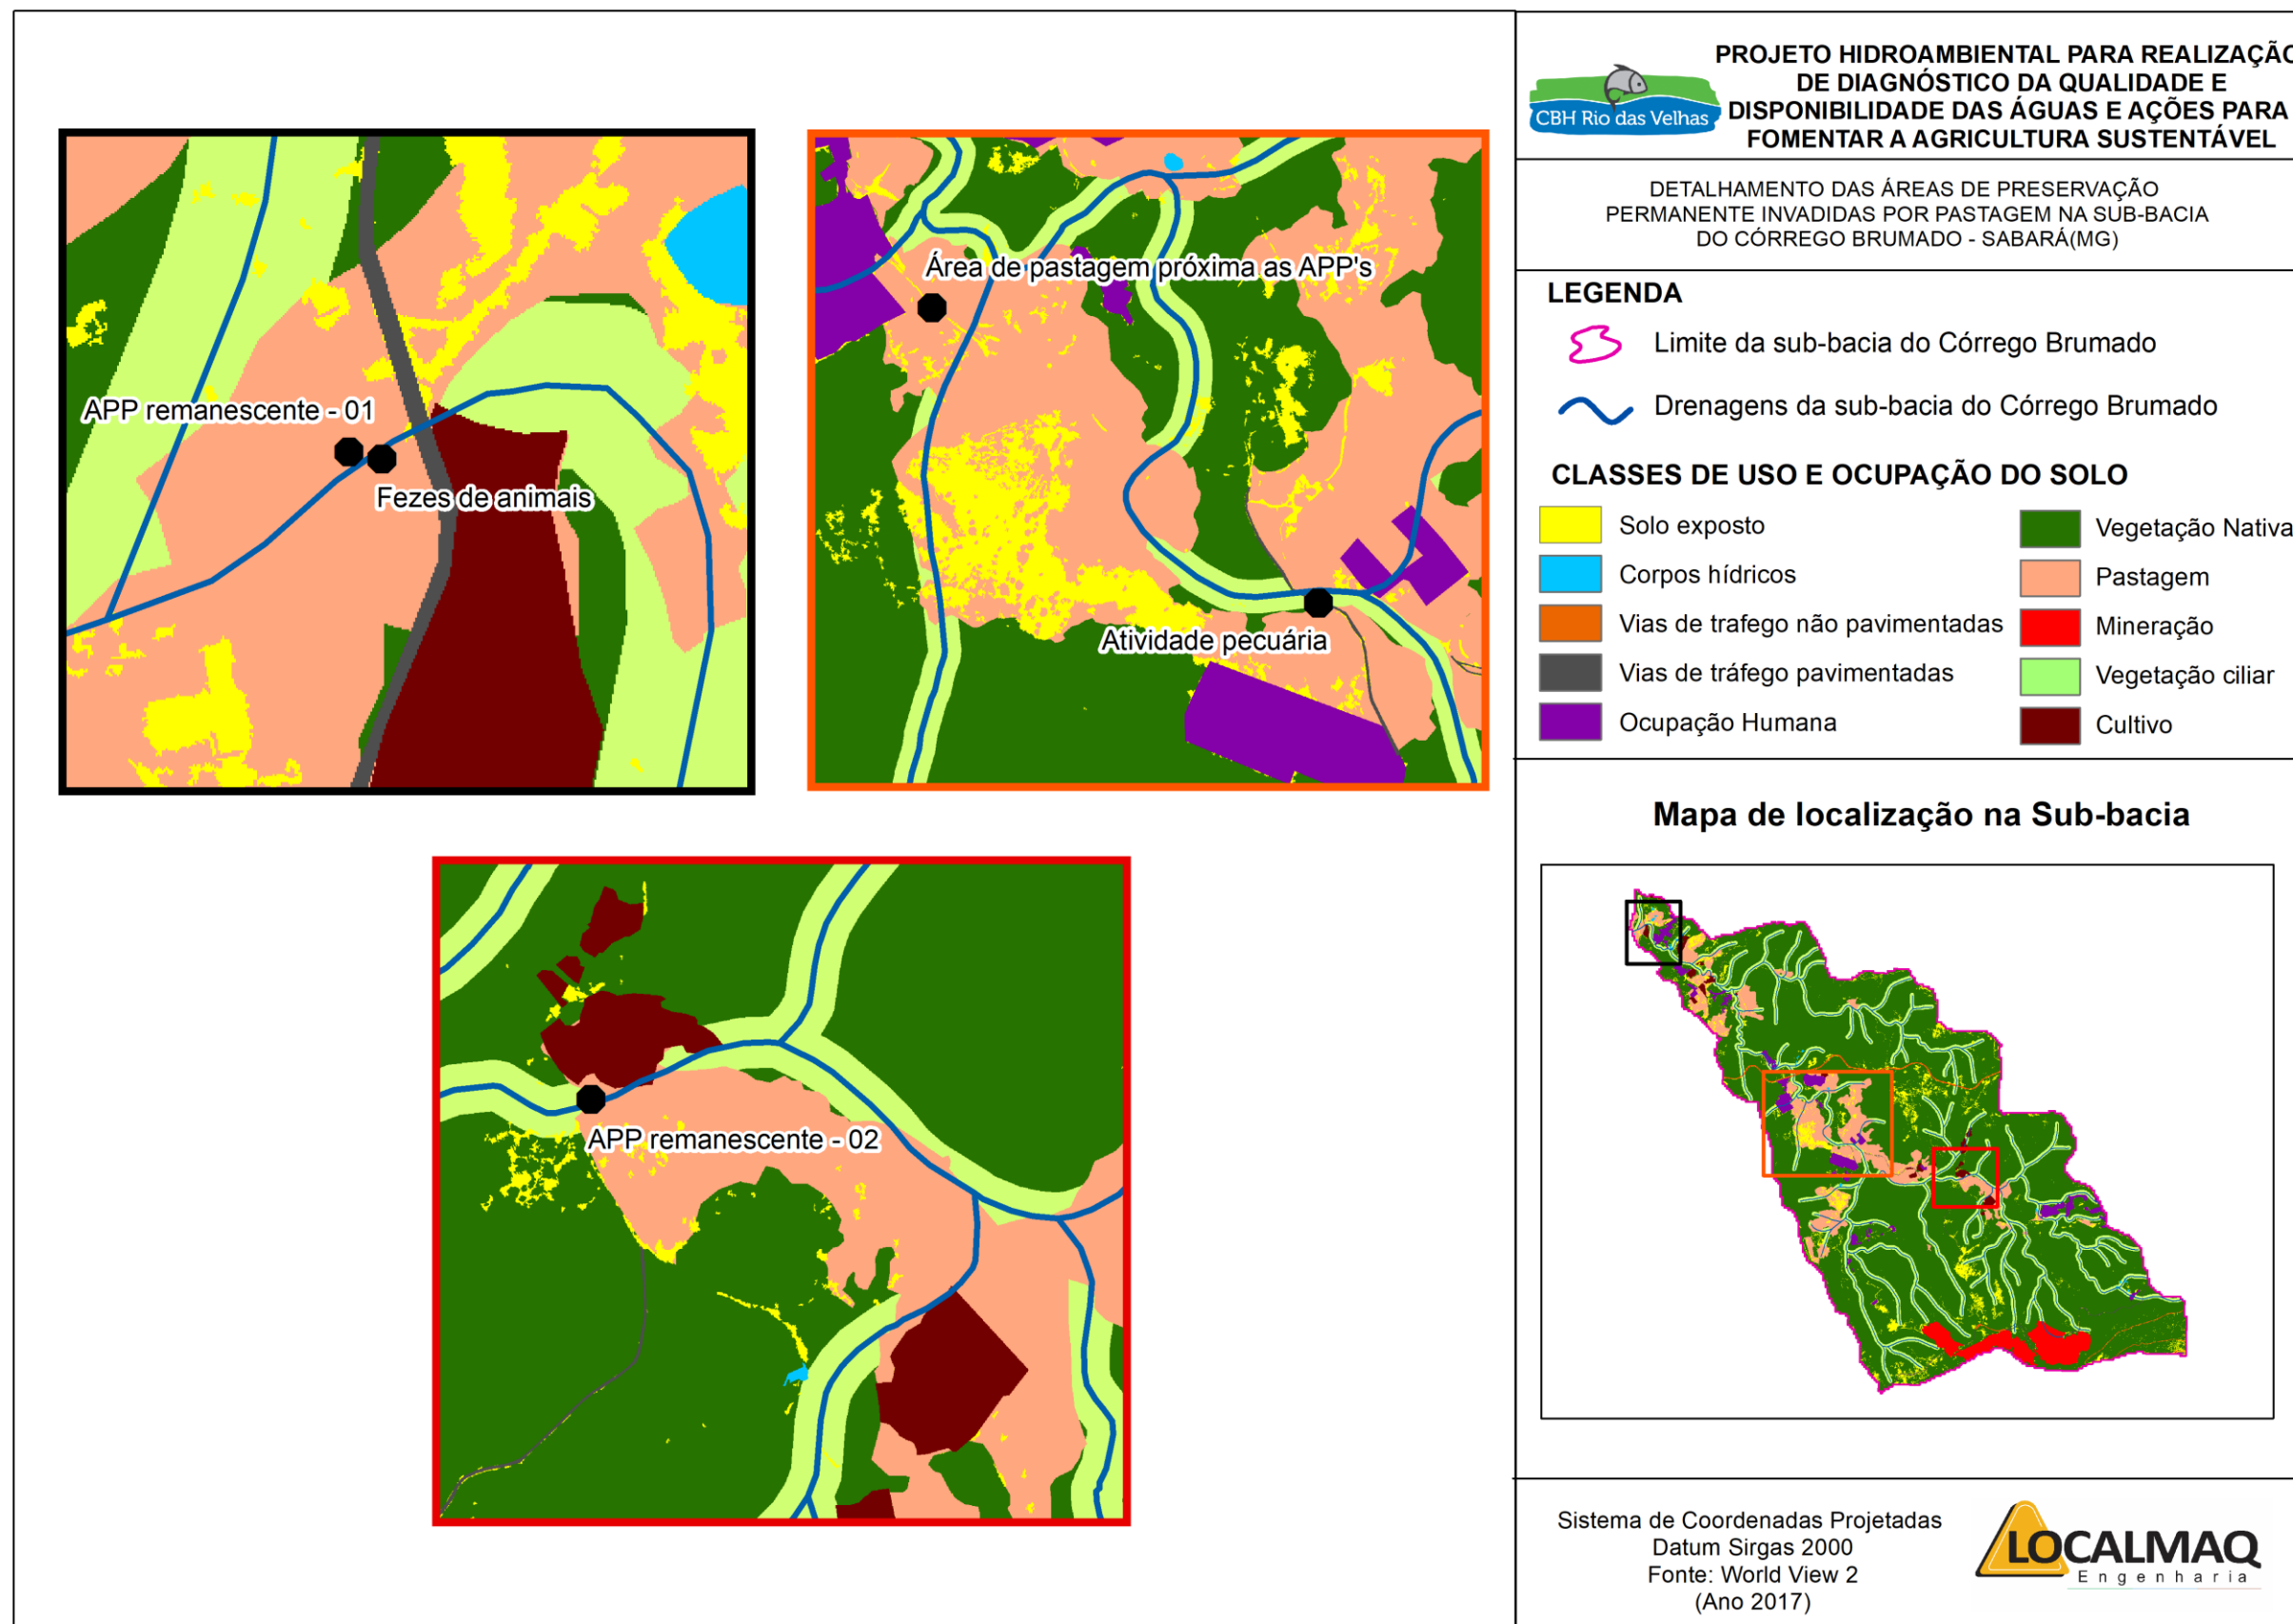 PROJETO HIDROAMBIENTAL PARA REALIZAÇÃO
DE DIAGNÓSTICO DA QUALIDADE E
DISPONIBILIDADE DAS ÁGUAS E AÇÕES PARA
FOMENTAR A AGRICULTURA SUSTENTÁVEL
CBH Rio das Velhas
DETALHAMENTO DAS ÁREAS DE PRESERVAÇÃO
PERMANENTE INVADIDAS POR PASTAGEM NA SUB-BACIA
DO CÓRREGO BRUMADO - SABARÁ(MG)
Área de pastagem próxima as APP's
APP remanescente - 01
Fezes de animais
Atividade pecuária
APP remanescente - 02
LEGENDA
Limite da sub-bacia do Córrego Brumado
Drenagens da sub-bacia do Córrego Brumado
CLASSES DE USO E OCUPAÇÃO DO SOLO
Solo exposto
Corpos hídricos
Vias de trafego não pavimentadas
Vias de tráfego pavimentadas
Ocupação Humana
Vegetação Nativa
Pastagem
Mineração
Vegetação ciliar
Cultivo
Mapa de localização na Sub-bacia
Sistema de Coordenadas Projetadas
Datum Sirgas 2000
Fonte: World View 2
(Ano 2017)
LOCALMAQ
Engenharia